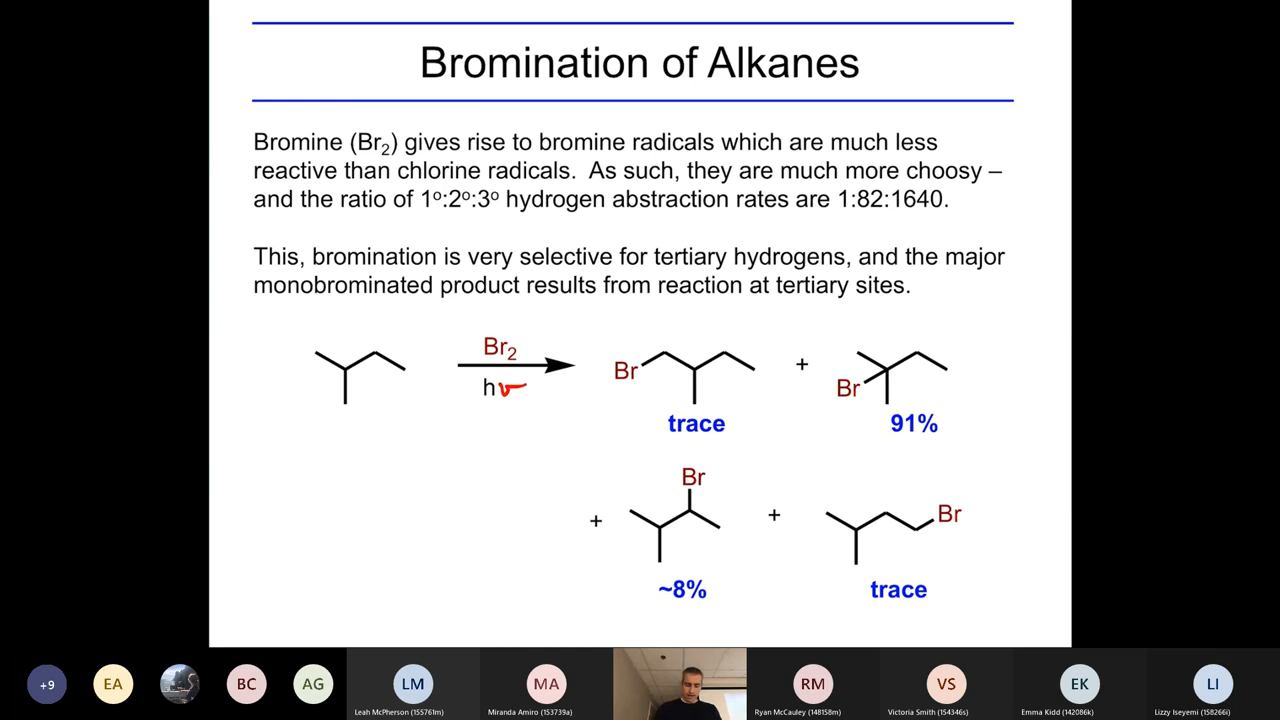 Bromination of Alkanes
Bromine (Br₂) gives rise to bromine radicals which are much less
reactive than chlorine radicals.  As such, they are much more choosy –
and the ratio of 1º:2º:3º hydrogen abstraction rates are 1:82:1640.
This, bromination is very selective for tertiary hydrogens, and the major
monobrominated product results from reaction at tertiary sites.
Br₂
hν
Br
+
Br
trace
91%
+
Br
+
Br
~8%
trace
+9
EA
BC
AG
LM
MA
RM
VS
EK
LI
Leah McPherson (155761m)
Miranda Amiro (153739a)
Ryan McCauley (148158m)
Victoria Smith (154346s)
Emma Kidd (142086k)
Lizzy Iseyemi (158266i)